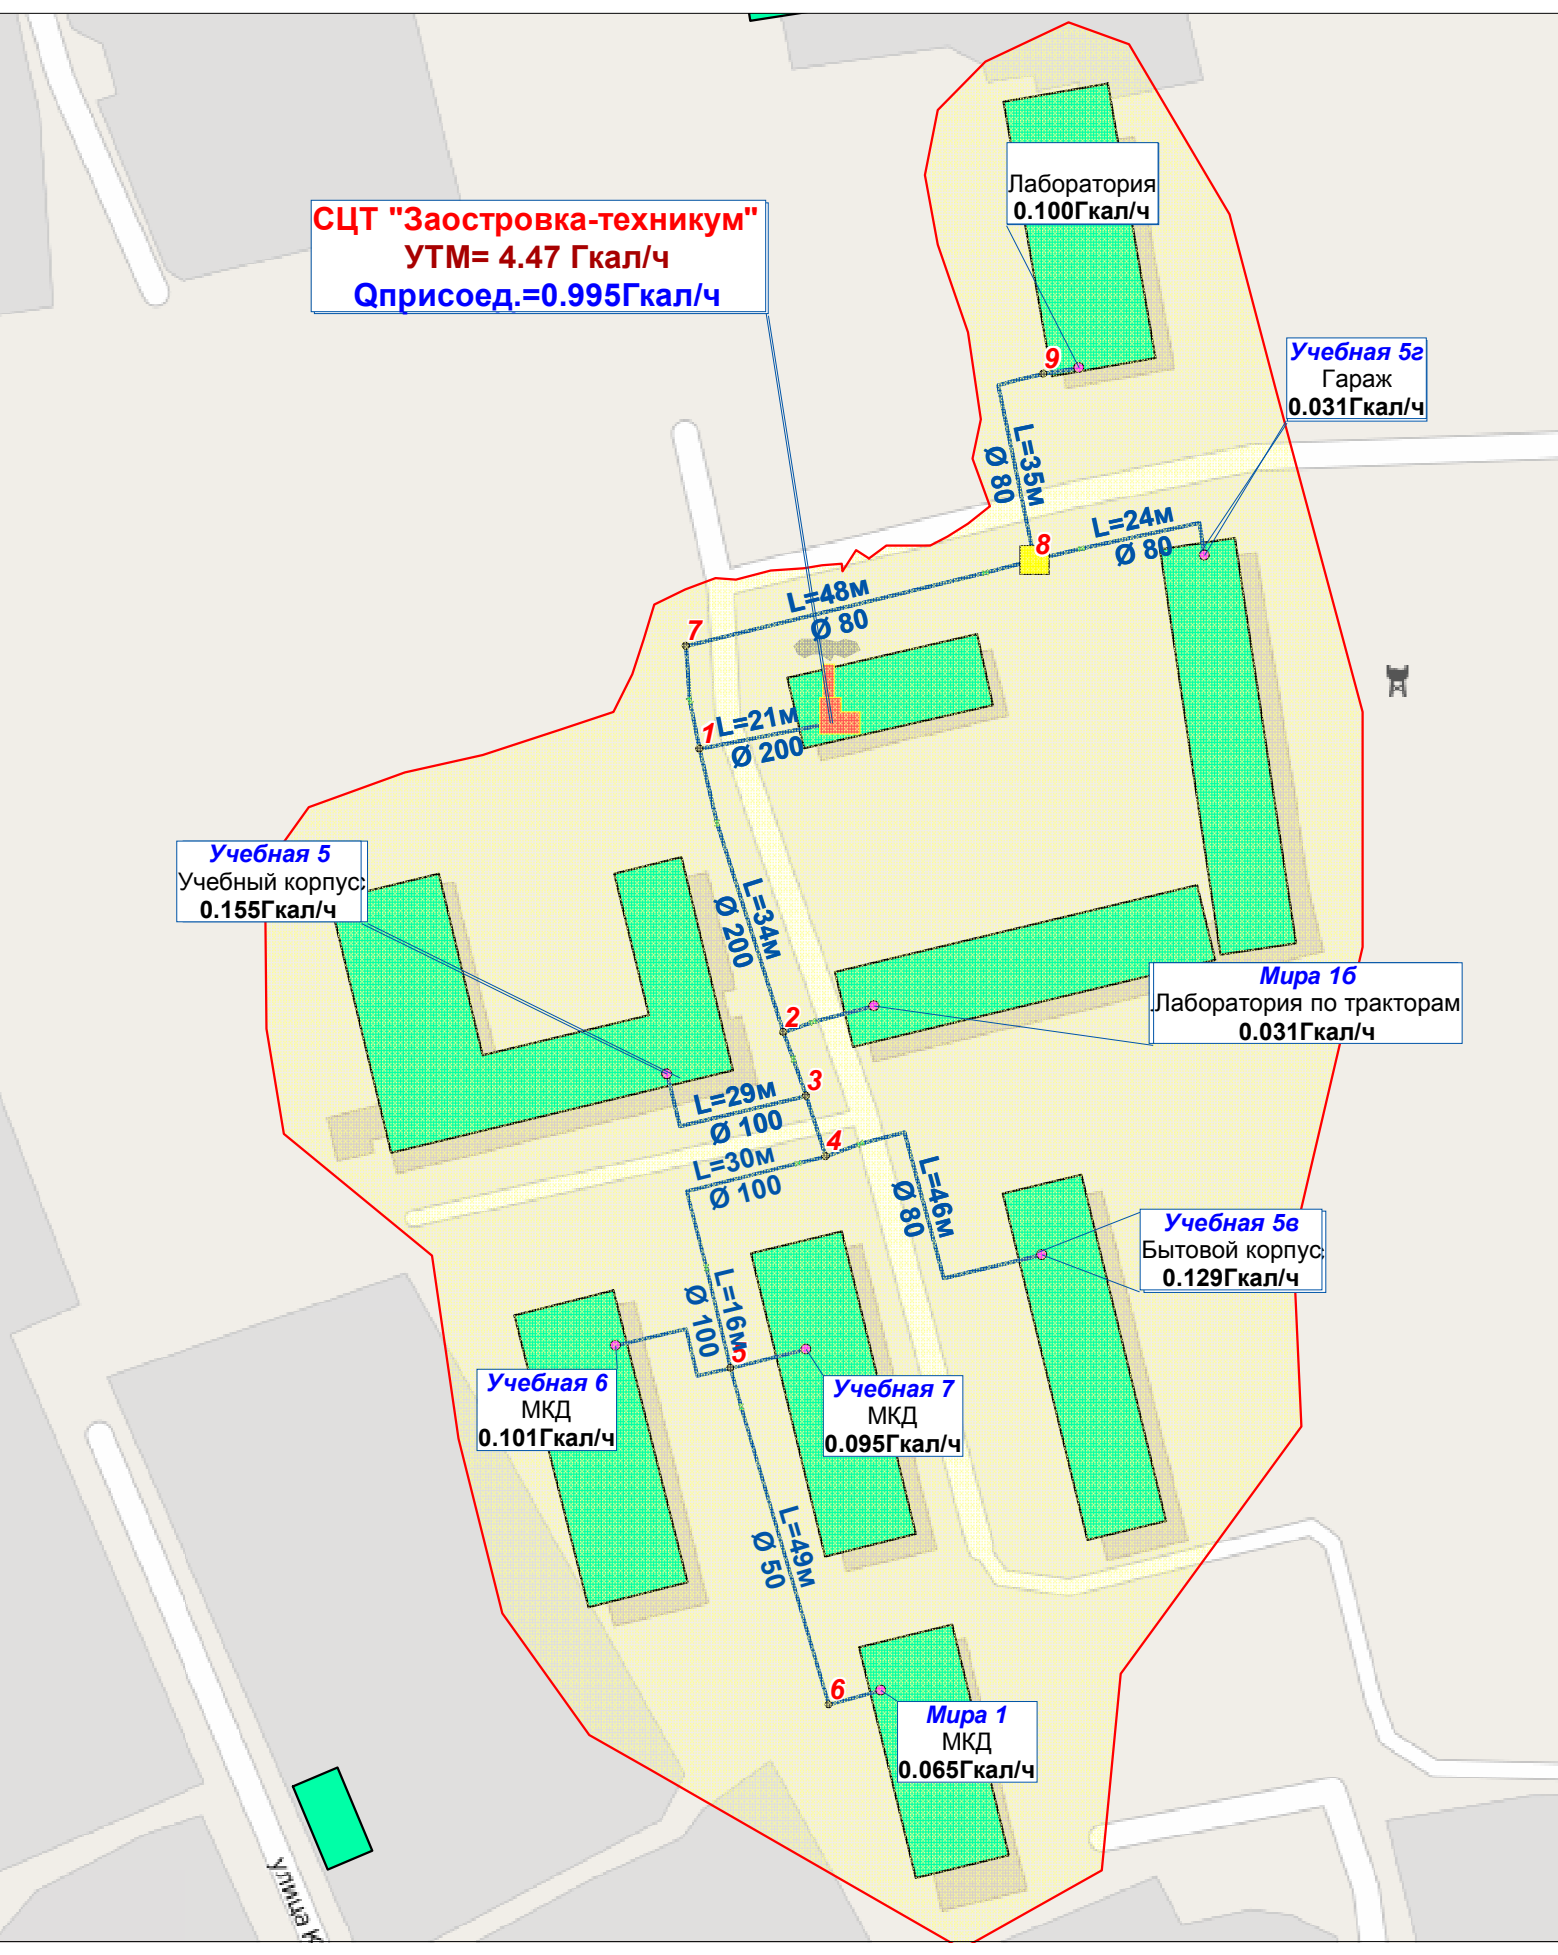 Лаборатория
0.100Гкал/ч
СЦТ "Заостровка-техникум"
УТМ= 4.47 Гкал/ч
Qприсоед.=0.995Гкал/ч
Учебная 5г
Гараж
0.031Гкал/ч
9
L=35м
Ø 80
8
L=24м
Ø 80
L=48м
Ø 80
7
1
L=21м
Ø 200
Учебная 5
Учебный корпус
0.155Гкал/ч
L=34м
Ø 200
Мира 1б
Лаборатория по тракторам
0.031Гкал/ч
2
3
L=29м
Ø 100
4
L=30м
Ø 100
L=46м
Ø 80
Учебная 5в
Бытовой корпус
0.129Гкал/ч
L=16м
Ø 100
5
Учебная 6
МКД
0.101Гкал/ч
Учебная 7
МКД
0.095Гкал/ч
L=49м
Ø 50
6
Мира 1
МКД
0.065Гкал/ч
улица